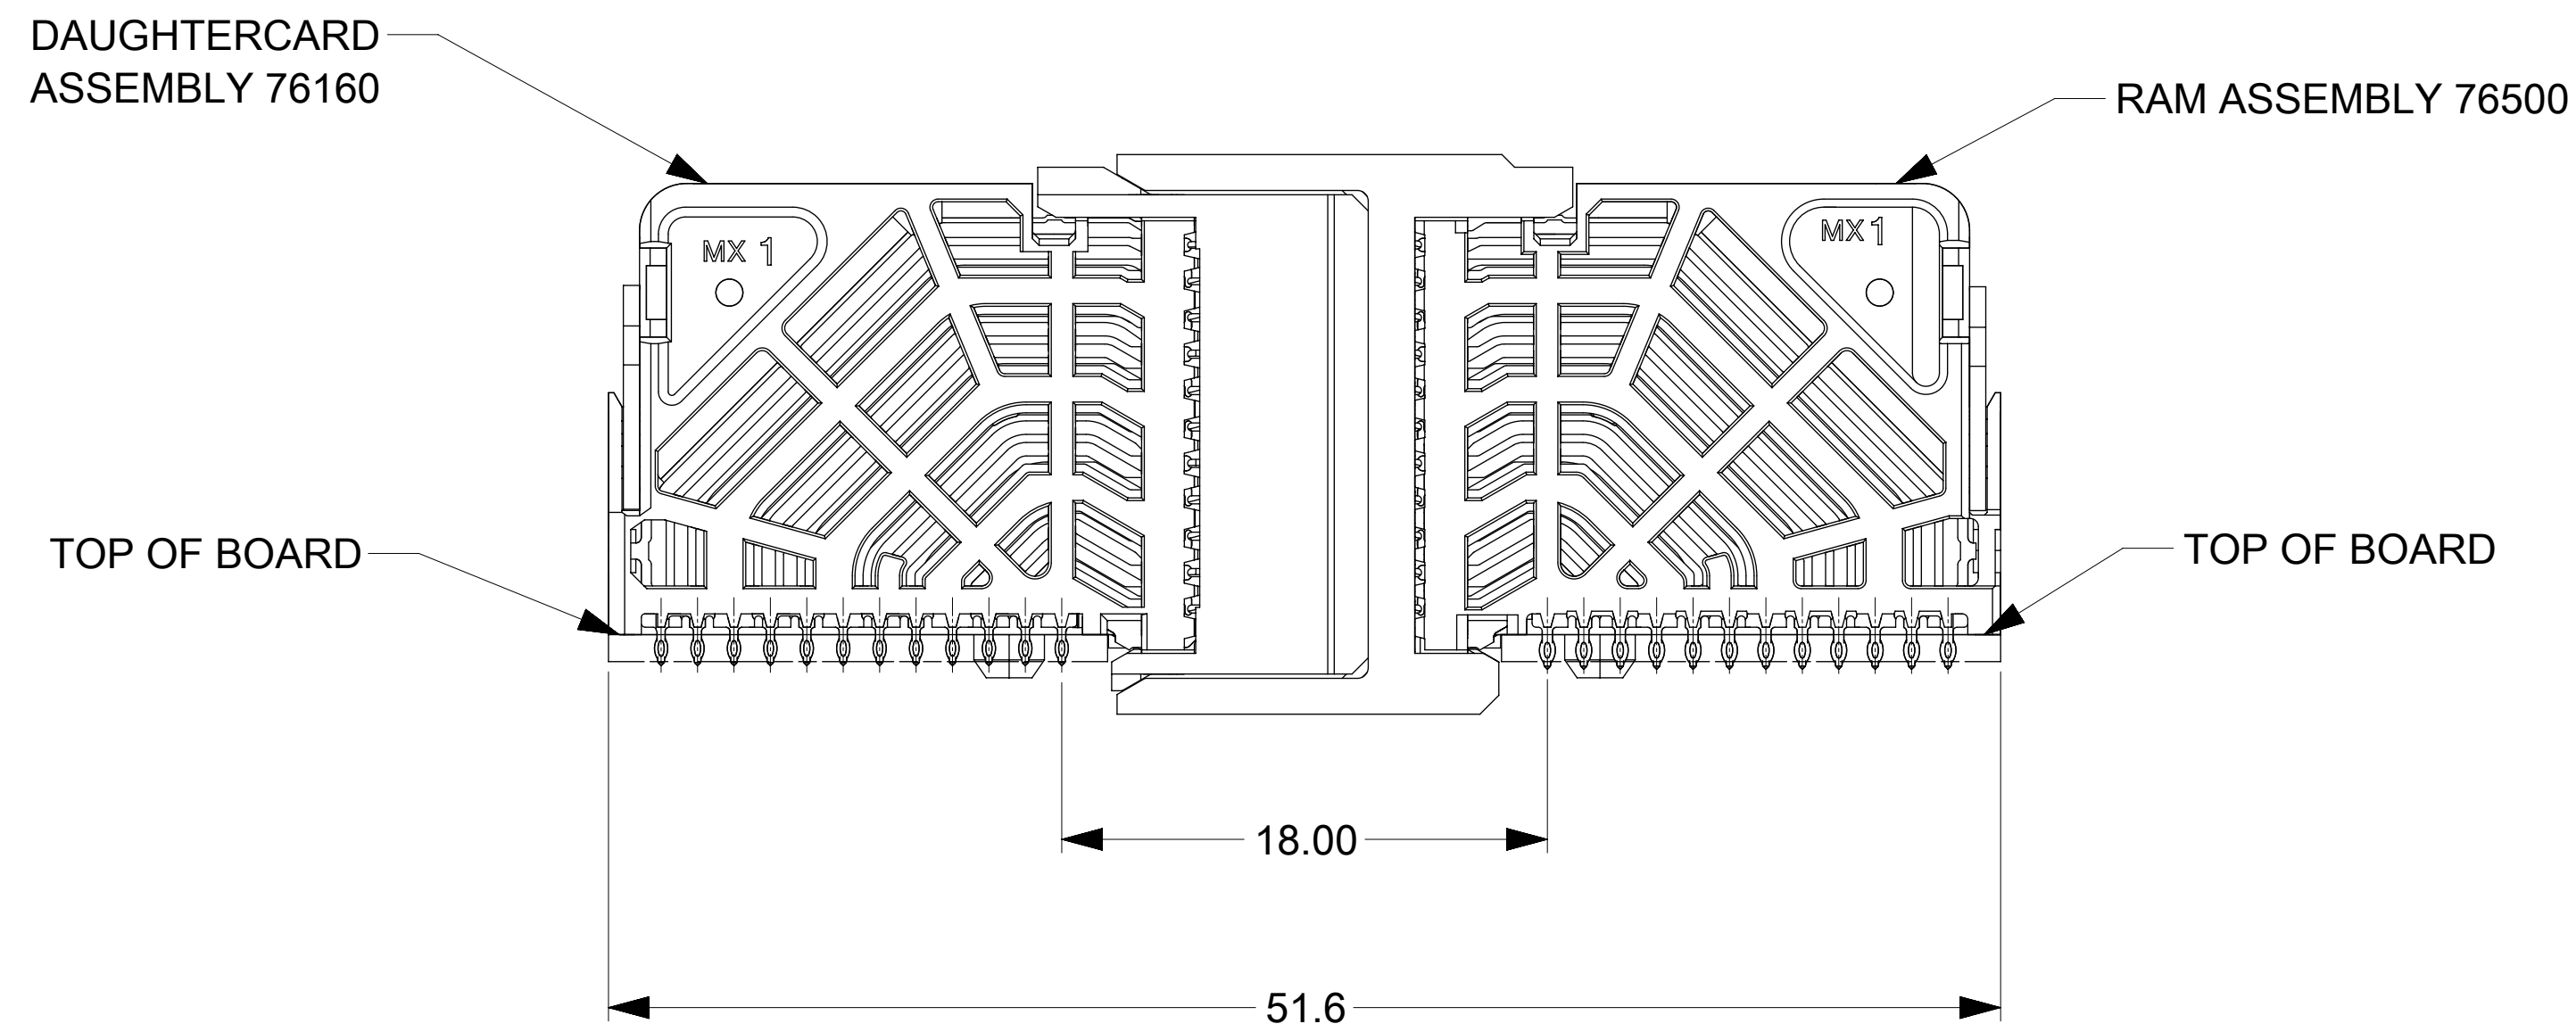 DAUGHTERCARD
ASSEMBLY 76160
RAM ASSEMBLY 76500
MX 1
MX 1
TOP OF BOARD
TOP OF BOARD
18.00
51.6